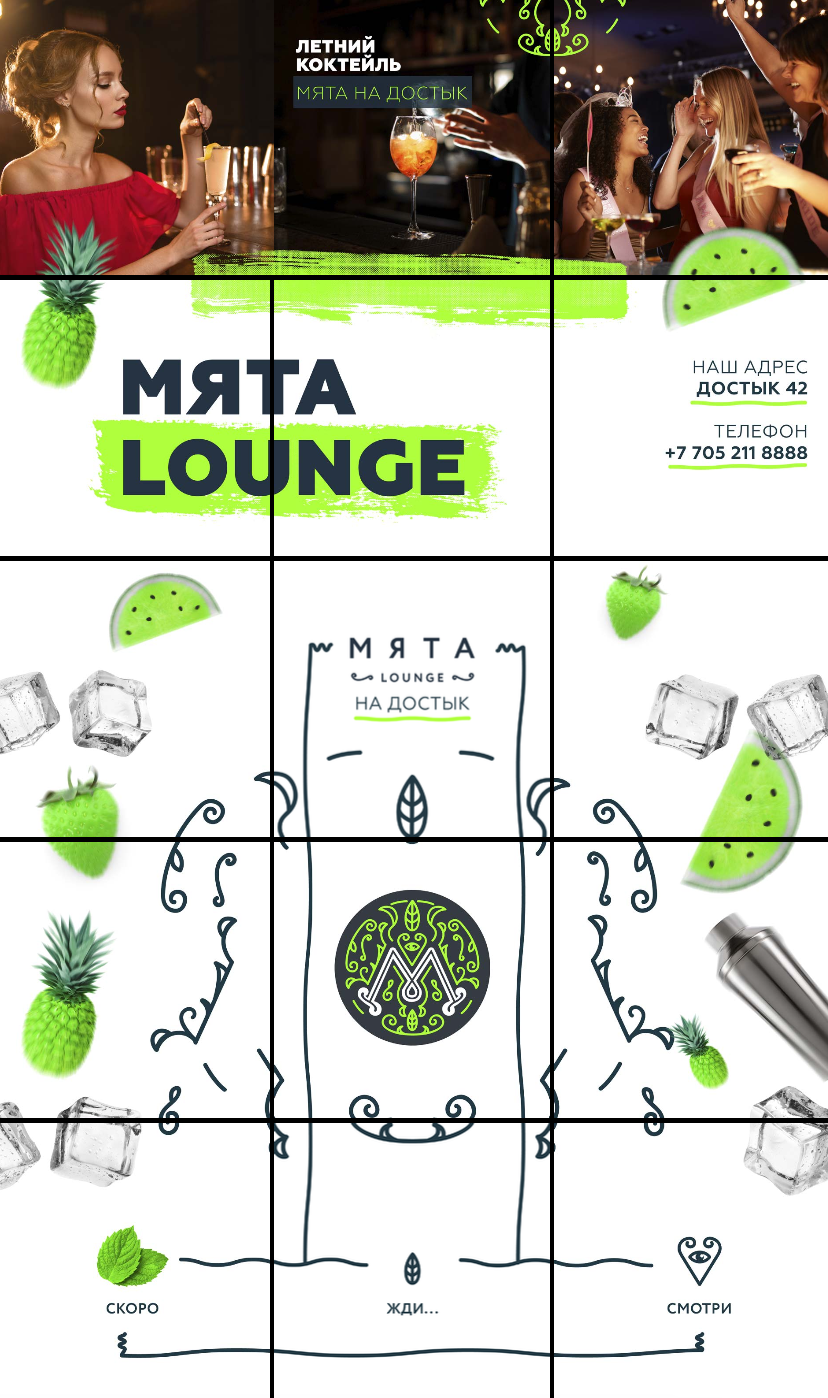 ЛЕТНИЙ
КОКТЕЙЛЬ
МЯТА НА ДОСТЫК
МЯТА
LOUNGE
НАШ АДРЕС
ДОСТЫК 42
ТЕЛЕФОН
+7 705 211 8888
МЯТА
LOUNGE
НА ДОСТЫК
М
СКОРО
ЖДИ...
СМОТРИ